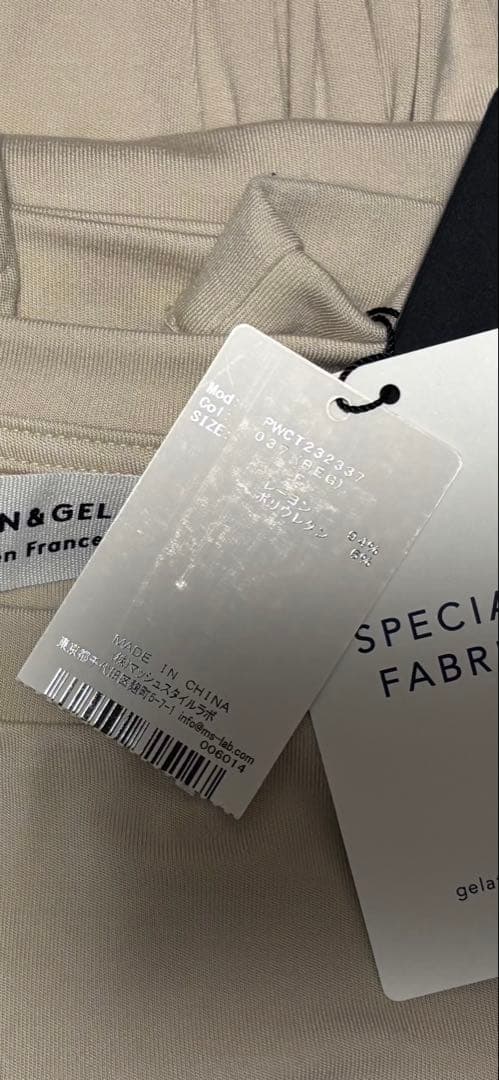 Mod: PWCT232337
Col: 037 (BEG)
SIZE: F
レーヨン 94%
ポリウレタン 6%
MADE IN CHINA
(株)マッシュスタイルラボ
東京都千代田区麹町5-7-1 info@ms-lab.com
006014
N & GEL
on France
SPECIA
FABR
gela